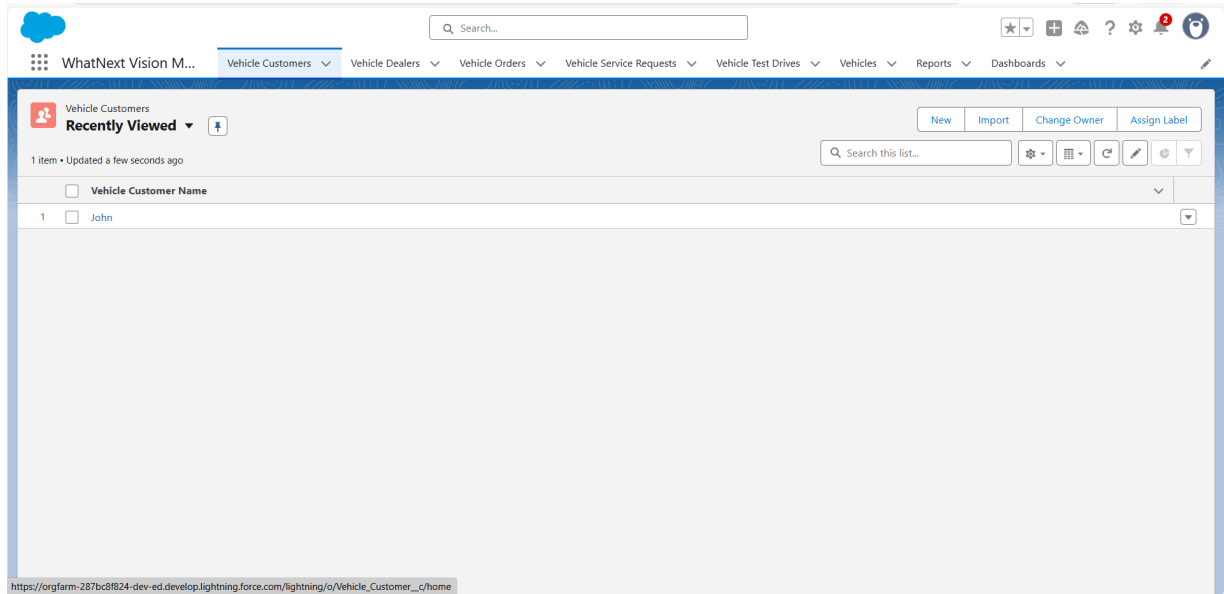 Search...
2
WhatNext Vision M...
Vehicle Customers
Vehicle Dealers
Vehicle Orders
Vehicle Service Requests
Vehicle Test Drives
Vehicles
Reports
Dashboards
Vehicle Customers
Recently Viewed
New
Import
Change Owner
Assign Label
1 item • Updated a few seconds ago
Search this list...
Vehicle Customer Name
1
John
https://orgfarm-287bc8f824-dev-ed.develop.lightning.force.com/lightning/o/Vehicle_Customer__c/home